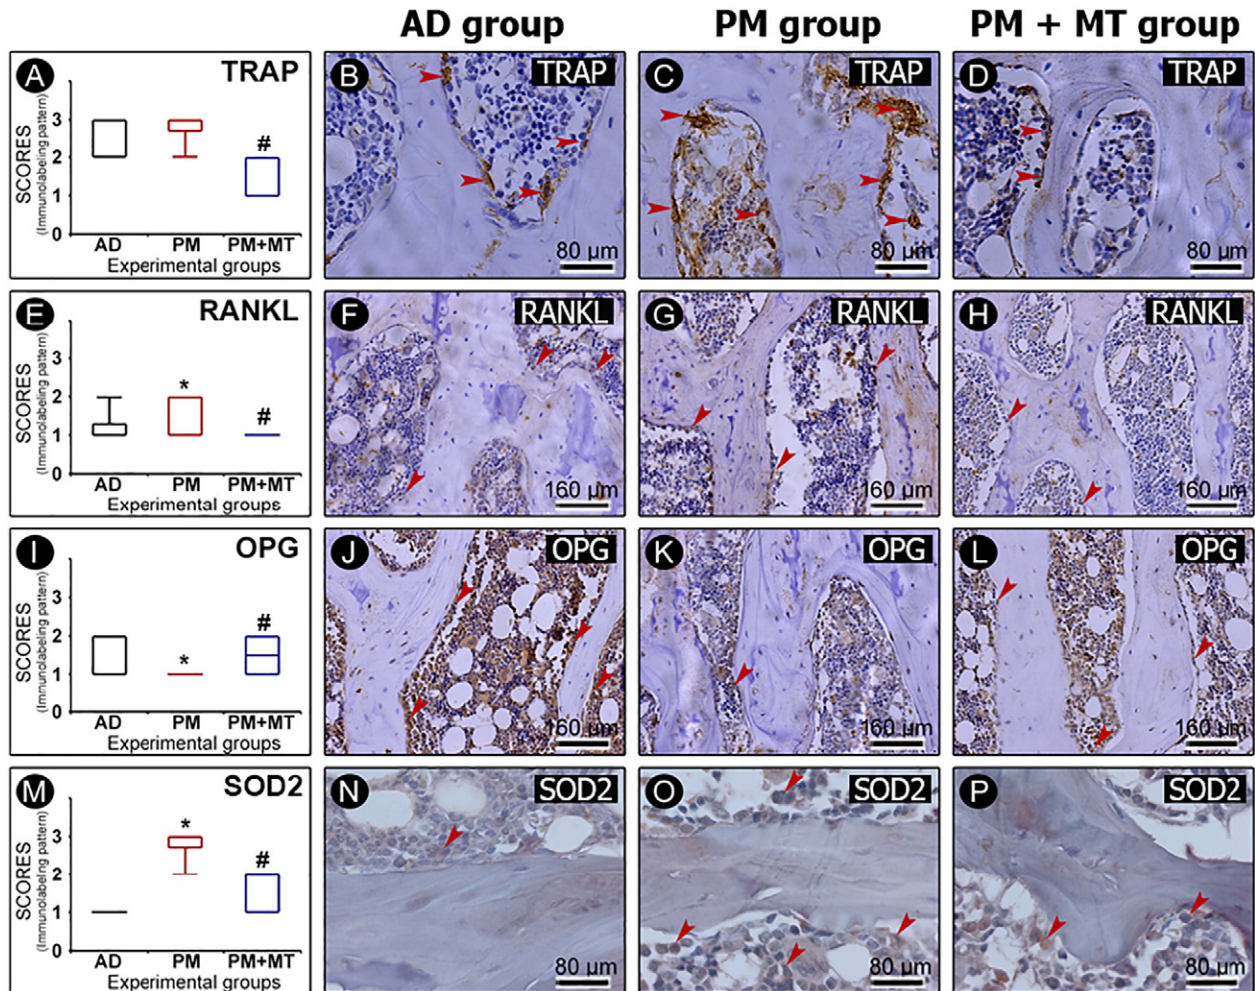 AD group PM group PM + MT group
A TRAP
SCORES
(Immunolabeling pattern)
3
2
1
0
#
AD PM PM+MT
Experimental groups
B TRAP
80 µm
C TRAP
80 µm
D TRAP
80 µm
E RANKL
SCORES
(Immunolabeling pattern)
3
2
1
0
*
#
AD PM PM+MT
Experimental groups
F RANKL
160 µm
G RANKL
160 µm
H RANKL
160 µm
I OPG
SCORES
(Immunolabeling pattern)
3
2
1
0
*
#
AD PM PM+MT
Experimental groups
J OPG
160 µm
K OPG
160 µm
L OPG
160 µm
M SOD2
SCORES
(Immunolabeling pattern)
3
2
1
0
*
#
AD PM PM+MT
Experimental groups
N SOD2
80 µm
O SOD2
80 µm
P SOD2
80 µm